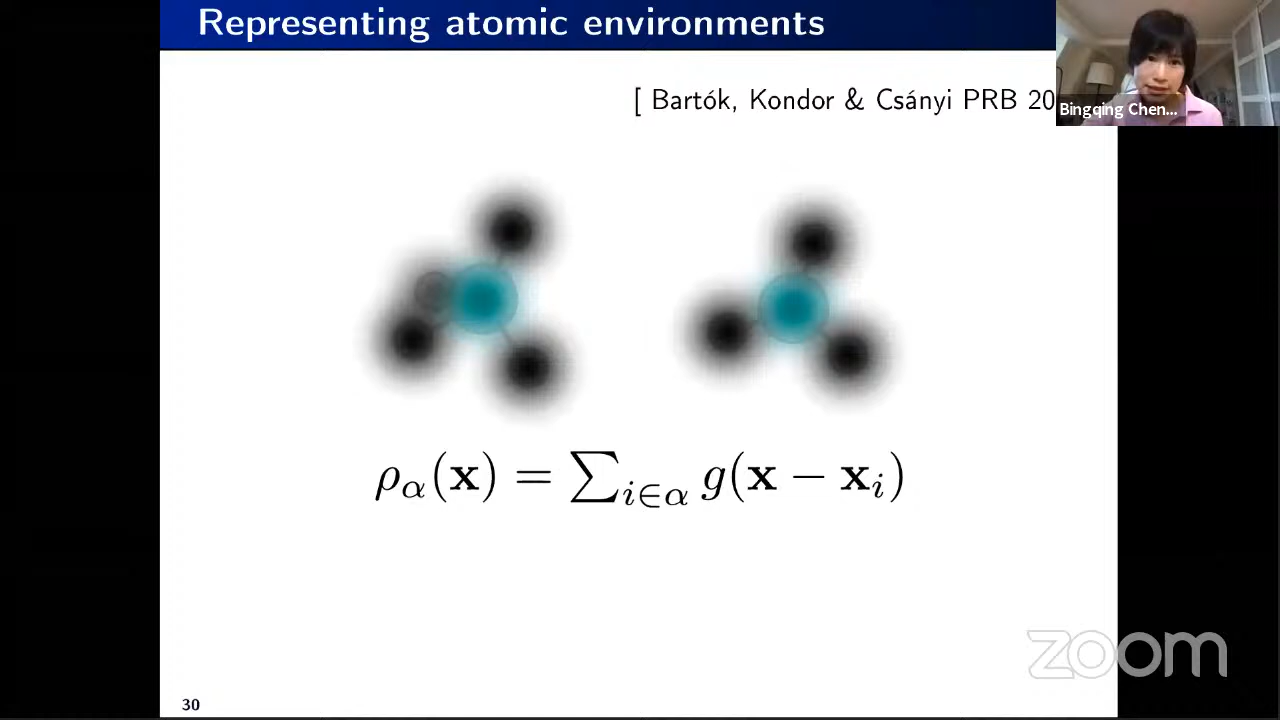 Representing atomic environments
[ Bartók, Kondor & Csányi PRB 20
Bingqing Chen...
ρ_α(𝐱) = ∑_{i∈α} g(𝐱 − 𝐱_i)
zoom
30